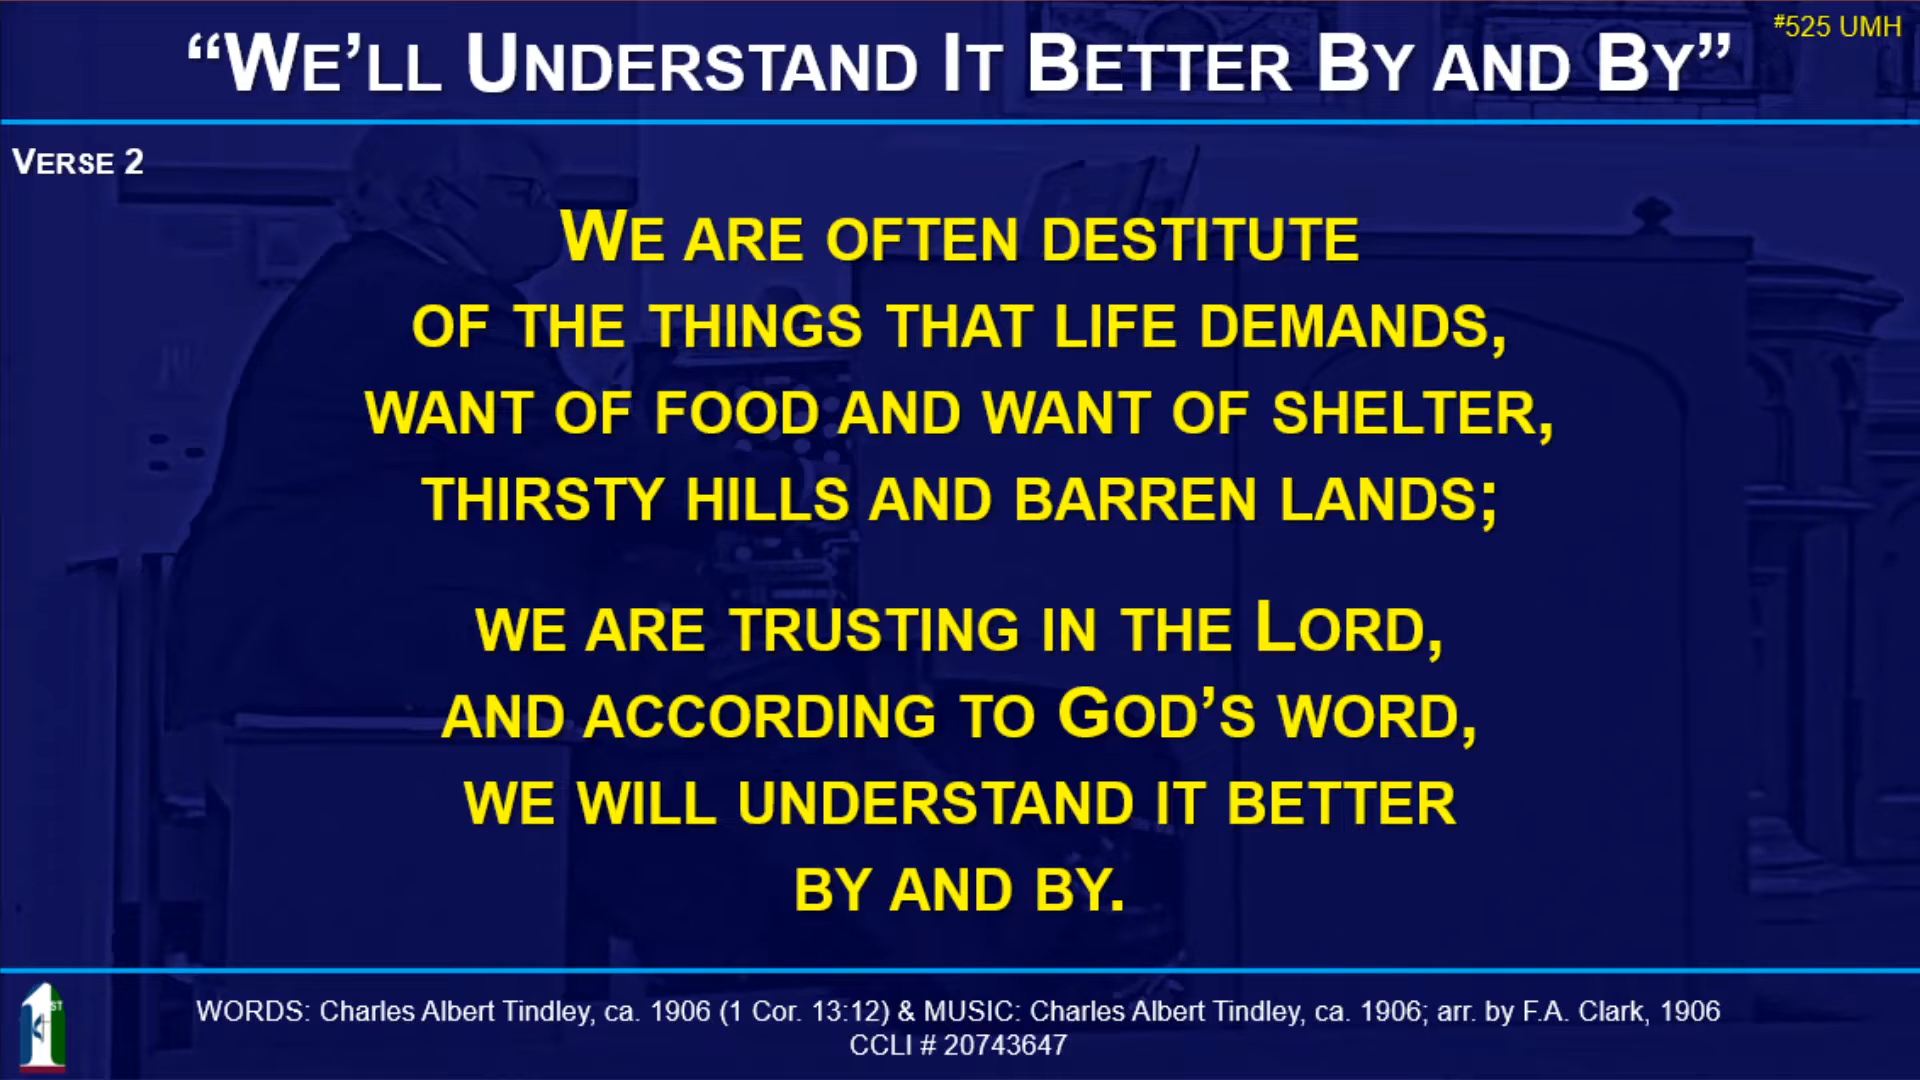 “WE’LL UNDERSTAND IT BETTER BY AND BY”
#525 UMH
VERSE 2
WE ARE OFTEN DESTITUTE
OF THE THINGS THAT LIFE DEMANDS,
WANT OF FOOD AND WANT OF SHELTER,
THIRSTY HILLS AND BARREN LANDS;
WE ARE TRUSTING IN THE LORD,
AND ACCORDING TO GOD’S WORD,
WE WILL UNDERSTAND IT BETTER
BY AND BY.
1ST
WORDS: Charles Albert Tindley, ca. 1906 (1 Cor. 13:12) & MUSIC: Charles Albert Tindley, ca. 1906; arr. by F.A. Clark, 1906
CCLI # 20743647